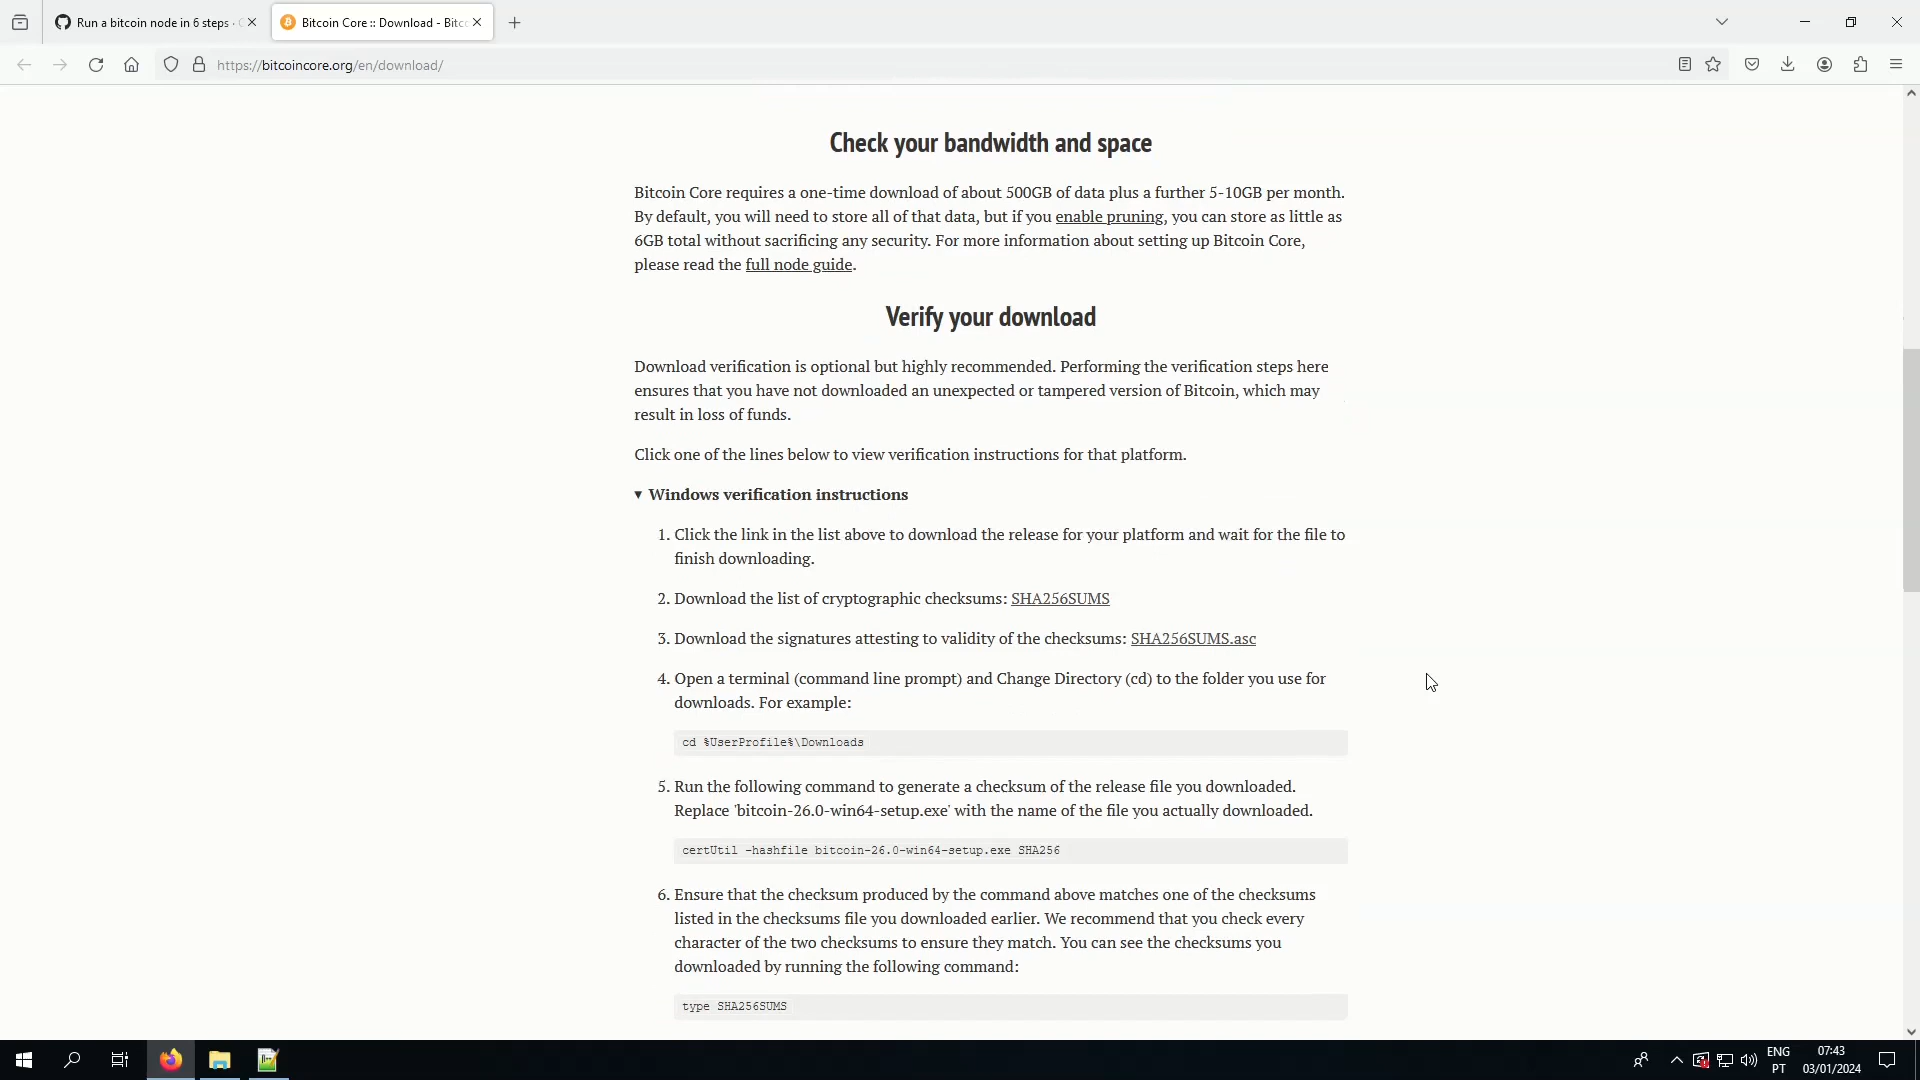 Run a bitcoin node in 6 steps ·
Bitcoin Core :: Download - Bitc
https://bitcoincore.org/en/download/
Check your bandwidth and space
Bitcoin Core requires a one-time download of about 500GB of data plus a further 5-10GB per month.
By default, you will need to store all of that data, but if you enable pruning, you can store as little as
6GB total without sacrificing any security. For more information about setting up Bitcoin Core,
please read the full node guide.
Verify your download
Download verification is optional but highly recommended. Performing the verification steps here
ensures that you have not downloaded an unexpected or tampered version of Bitcoin, which may
result in loss of funds.
Click one of the lines below to view verification instructions for that platform.
▾ Windows verification instructions
1. Click the link in the list above to download the release for your platform and wait for the file to
finish downloading.
2. Download the list of cryptographic checksums: SHA256SUMS
3. Download the signatures attesting to validity of the checksums: SHA256SUMS.asc
4. Open a terminal (command line prompt) and Change Directory (cd) to the folder you use for
downloads. For example:
cd %UserProfile%\Downloads
5. Run the following command to generate a checksum of the release file you downloaded.
Replace 'bitcoin-26.0-win64-setup.exe' with the name of the file you actually downloaded.
certUtil -hashfile bitcoin-26.0-win64-setup.exe SHA256
6. Ensure that the checksum produced by the command above matches one of the checksums
listed in the checksums file you downloaded earlier. We recommend that you check every
character of the two checksums to ensure they match. You can see the checksums you
downloaded by running the following command:
type SHA256SUMS
ENG
PT
07:43
03/01/2024